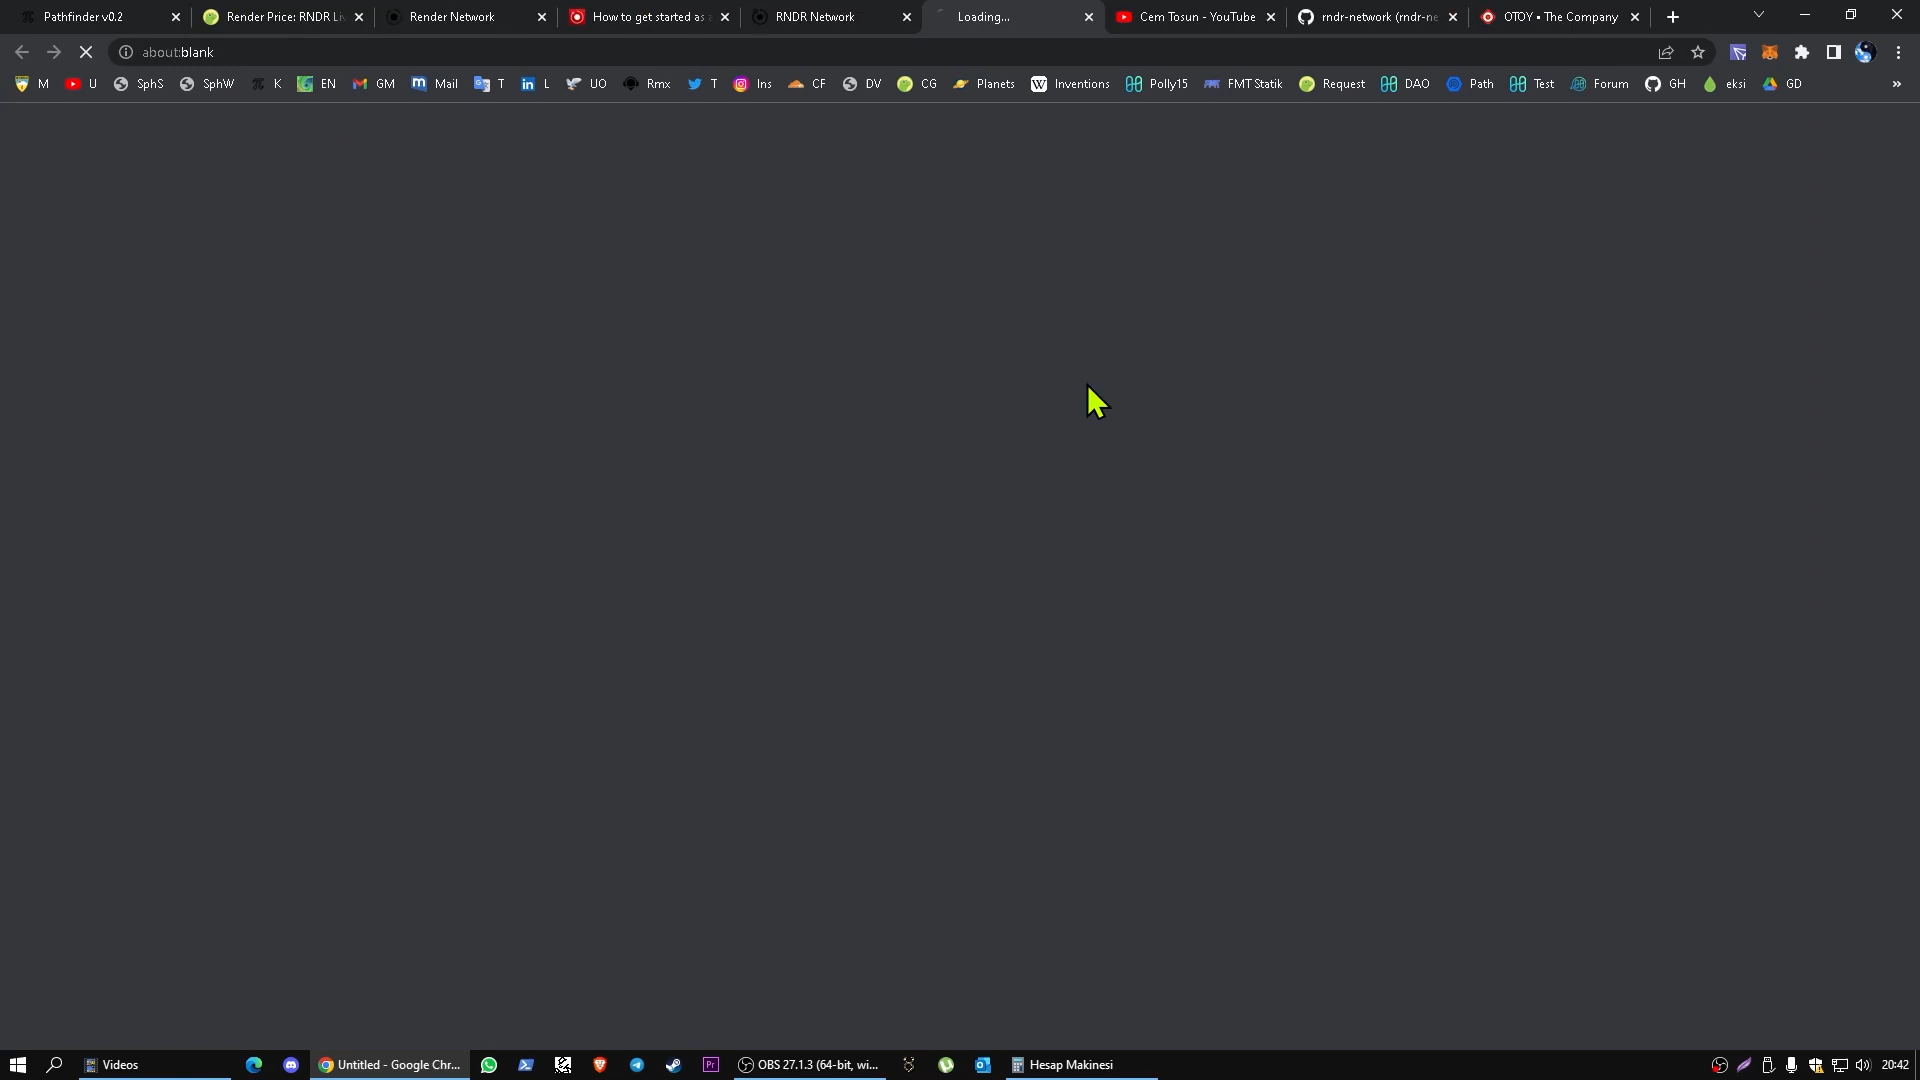 Pathfinder v0.2 Render Price: RNDR Li Render Network How to get started as a RNDR Network Loading... Cem Tosun - YouTube rndr-network (rndr-ne OTOY • The Company
about:blank
M U SphS SphW K EN GM Mail T L UO Rmx T Ins CF DV CG Planets Inventions Polly15 FMT Statik Request DAO Path Test Forum GH eksi GD »
Videos Untitled - Google Chr... Pr OBS 27.1.3 (64-bit, wi... Hesap Makinesi 20:42